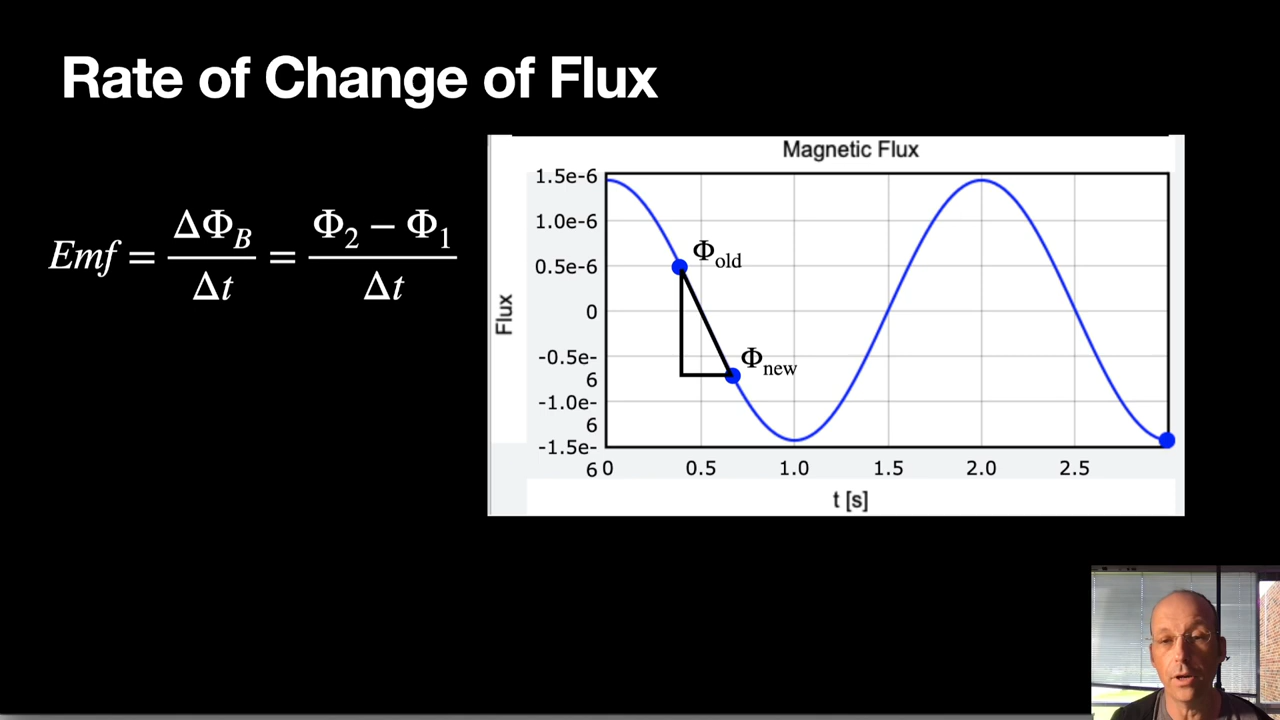 Rate of Change of Flux
Emf = ΔΦ_B / Δt = Φ_2 − Φ_1 / Δt
Magnetic Flux
1.5e-6
1.0e-6
0.5e-6
0
-0.5e-
6
-1.0e-
6
-1.5e-
6
Flux
Φold
Φnew
0 0.5 1.0 1.5 2.0 2.5
t [s]